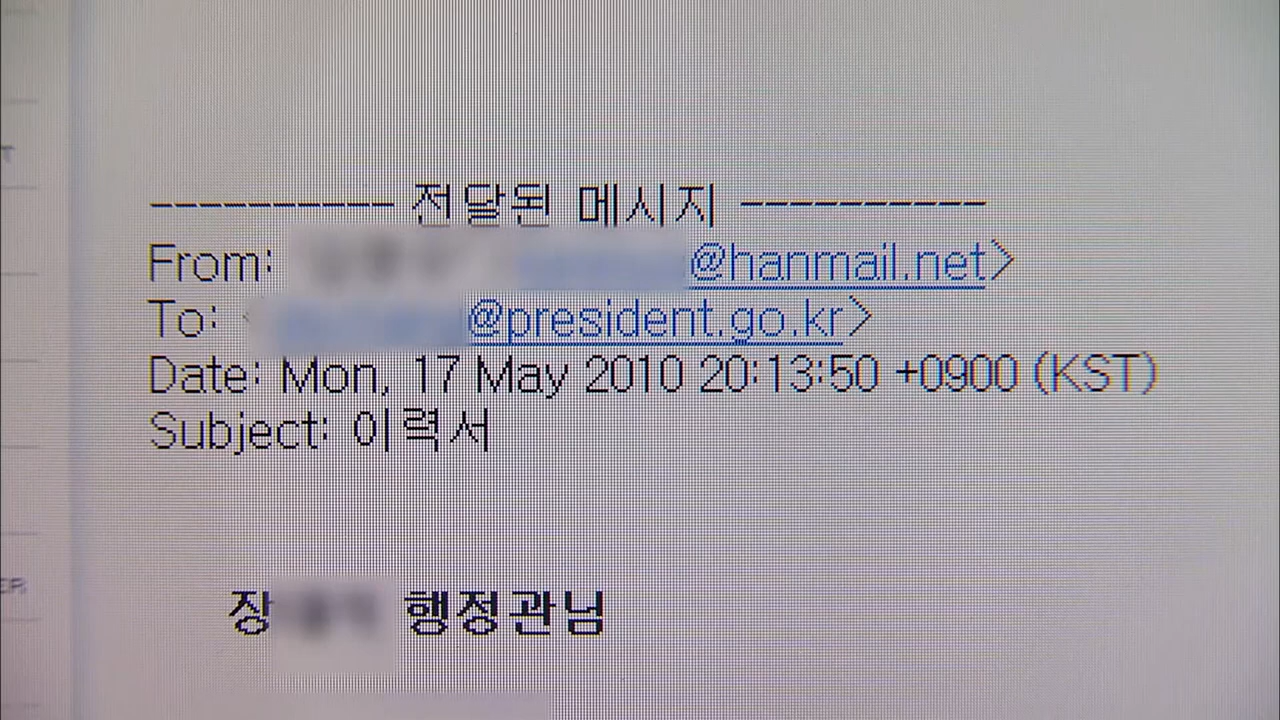 ---------- 전달된 메시지 ----------
From: @hanmail.net>
To: < @president.go.kr>
Date: Mon, 17 May 2010 20:13:50 +0900 (KST)
Subject: 이력서
장 행정관님